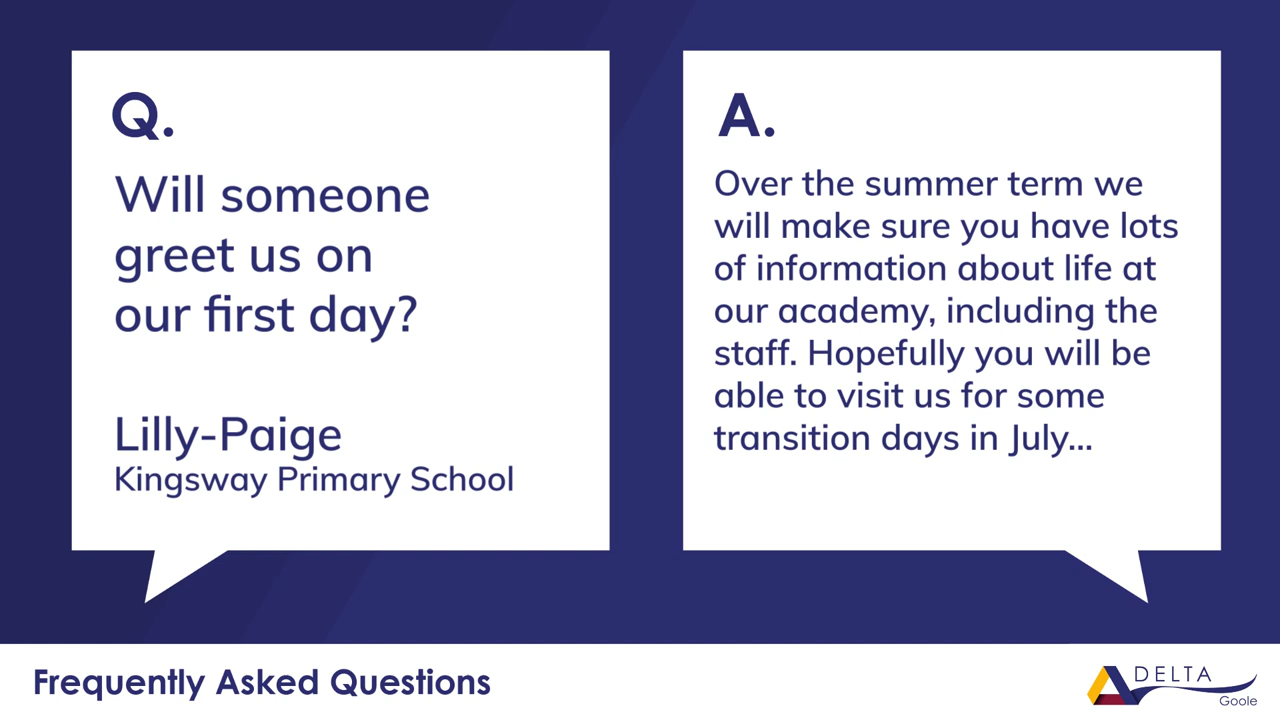 Q.
Will someone
greet us on
our first day?
Lilly-Paige
Kingsway Primary School
A.
Over the summer term we
will make sure you have lots
of information about life at
our academy, including the
staff. Hopefully you will be
able to visit us for some
transition days in July...
Frequently Asked Questions
DELTA
Goole